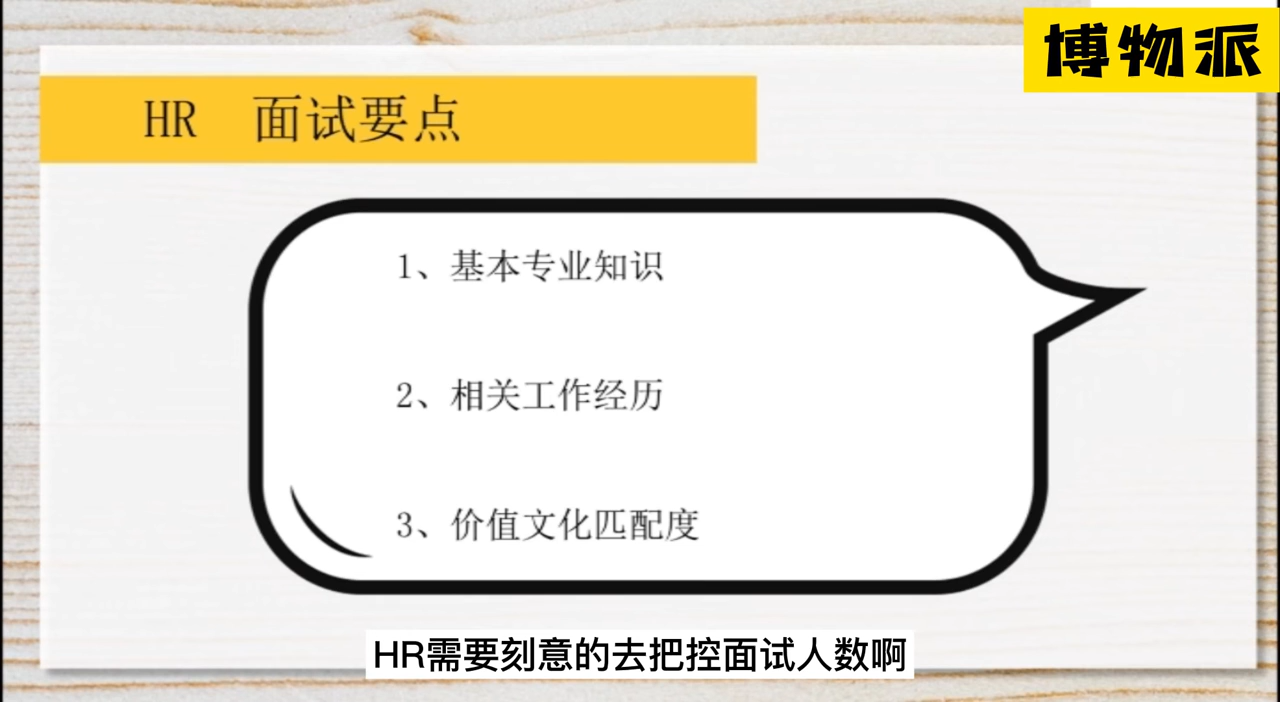 博物派
HR 面试要点
1、基本专业知识
2、相关工作经历
3、价值文化匹配度
HR需要刻意的去把控面试人数啊